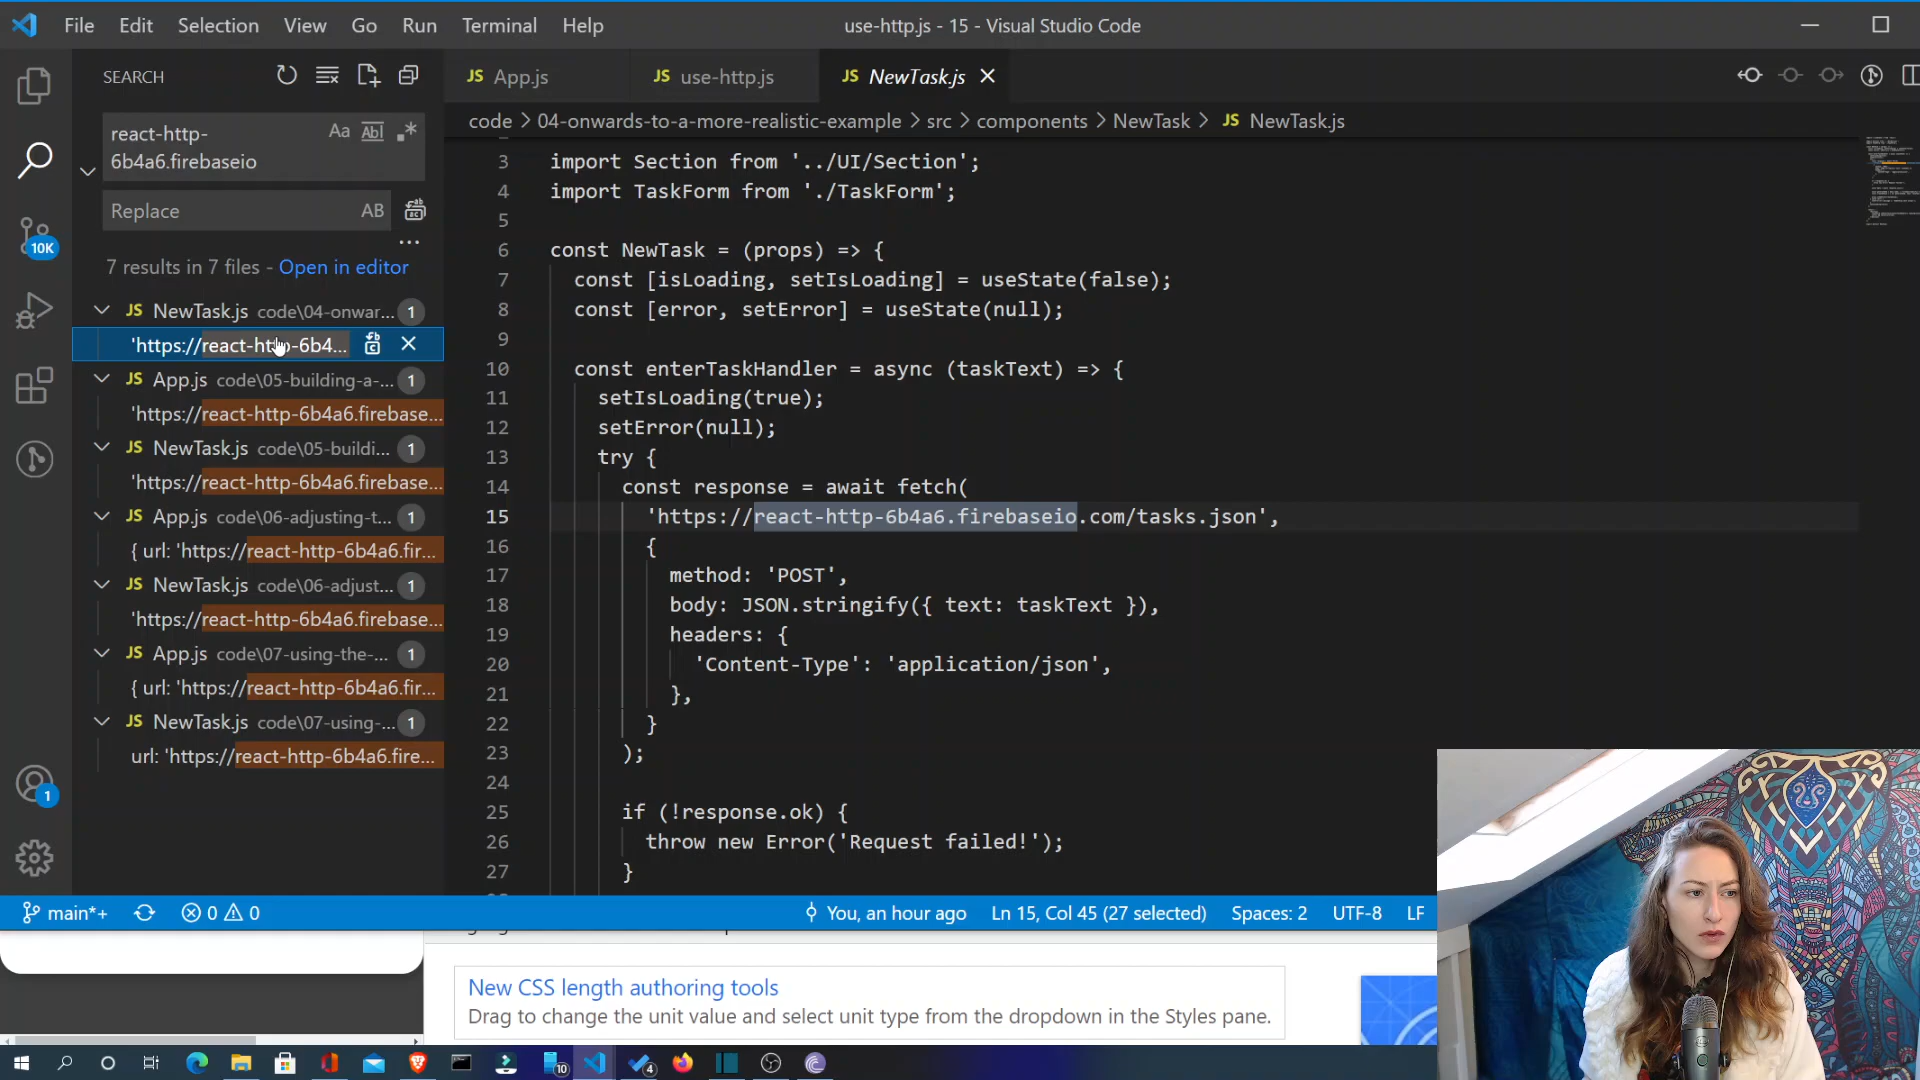 File Edit Selection View Go Run Terminal Help
use-http.js - 15 - Visual Studio Code
SEARCH
react-http-
6b4a6.firebaseio
Aa Abl .*
Replace
AB
...
7 results in 7 files - Open in editor
JS NewTask.js code\04-onwar... 1
'https://react-http-6b4...
JS App.js code\05-building-a-... 1
'https://react-http-6b4a6.firebase...
JS NewTask.js code\05-buildi... 1
'https://react-http-6b4a6.firebase...
JS App.js code\06-adjusting-t... 1
{ url: 'https://react-http-6b4a6.fir...
JS NewTask.js code\06-adjust... 1
'https://react-http-6b4a6.firebase...
JS App.js code\07-using-the-... 1
{ url: 'https://react-http-6b4a6.fir...
JS NewTask.js code\07-using-... 1
url: 'https://react-http-6b4a6.fire...
10K
1
JS App.js JS use-http.js JS NewTask.js
code > 04-onwards-to-a-more-realistic-example > src > components > NewTask > JS NewTask.js
3 import Section from '../UI/Section';
4 import TaskForm from './TaskForm';
5
6 const NewTask = (props) => {
7 const [isLoading, setIsLoading] = useState(false);
8 const [error, setError] = useState(null);
9
10 const enterTaskHandler = async (taskText) => {
11 setIsLoading(true);
12 setError(null);
13 try {
14 const response = await fetch(
15 'https://react-http-6b4a6.firebaseio.com/tasks.json',
16 {
17 method: 'POST',
18 body: JSON.stringify({ text: taskText }),
19 headers: {
20 'Content-Type': 'application/json',
21 },
22 }
23 );
24
25 if (!response.ok) {
26 throw new Error('Request failed!');
27 }
main*+ 0 0 You, an hour ago Ln 15, Col 45 (27 selected) Spaces: 2 UTF-8 LF
New CSS length authoring tools
Drag to change the unit value and select unit type from the dropdown in the Styles pane.
10 4